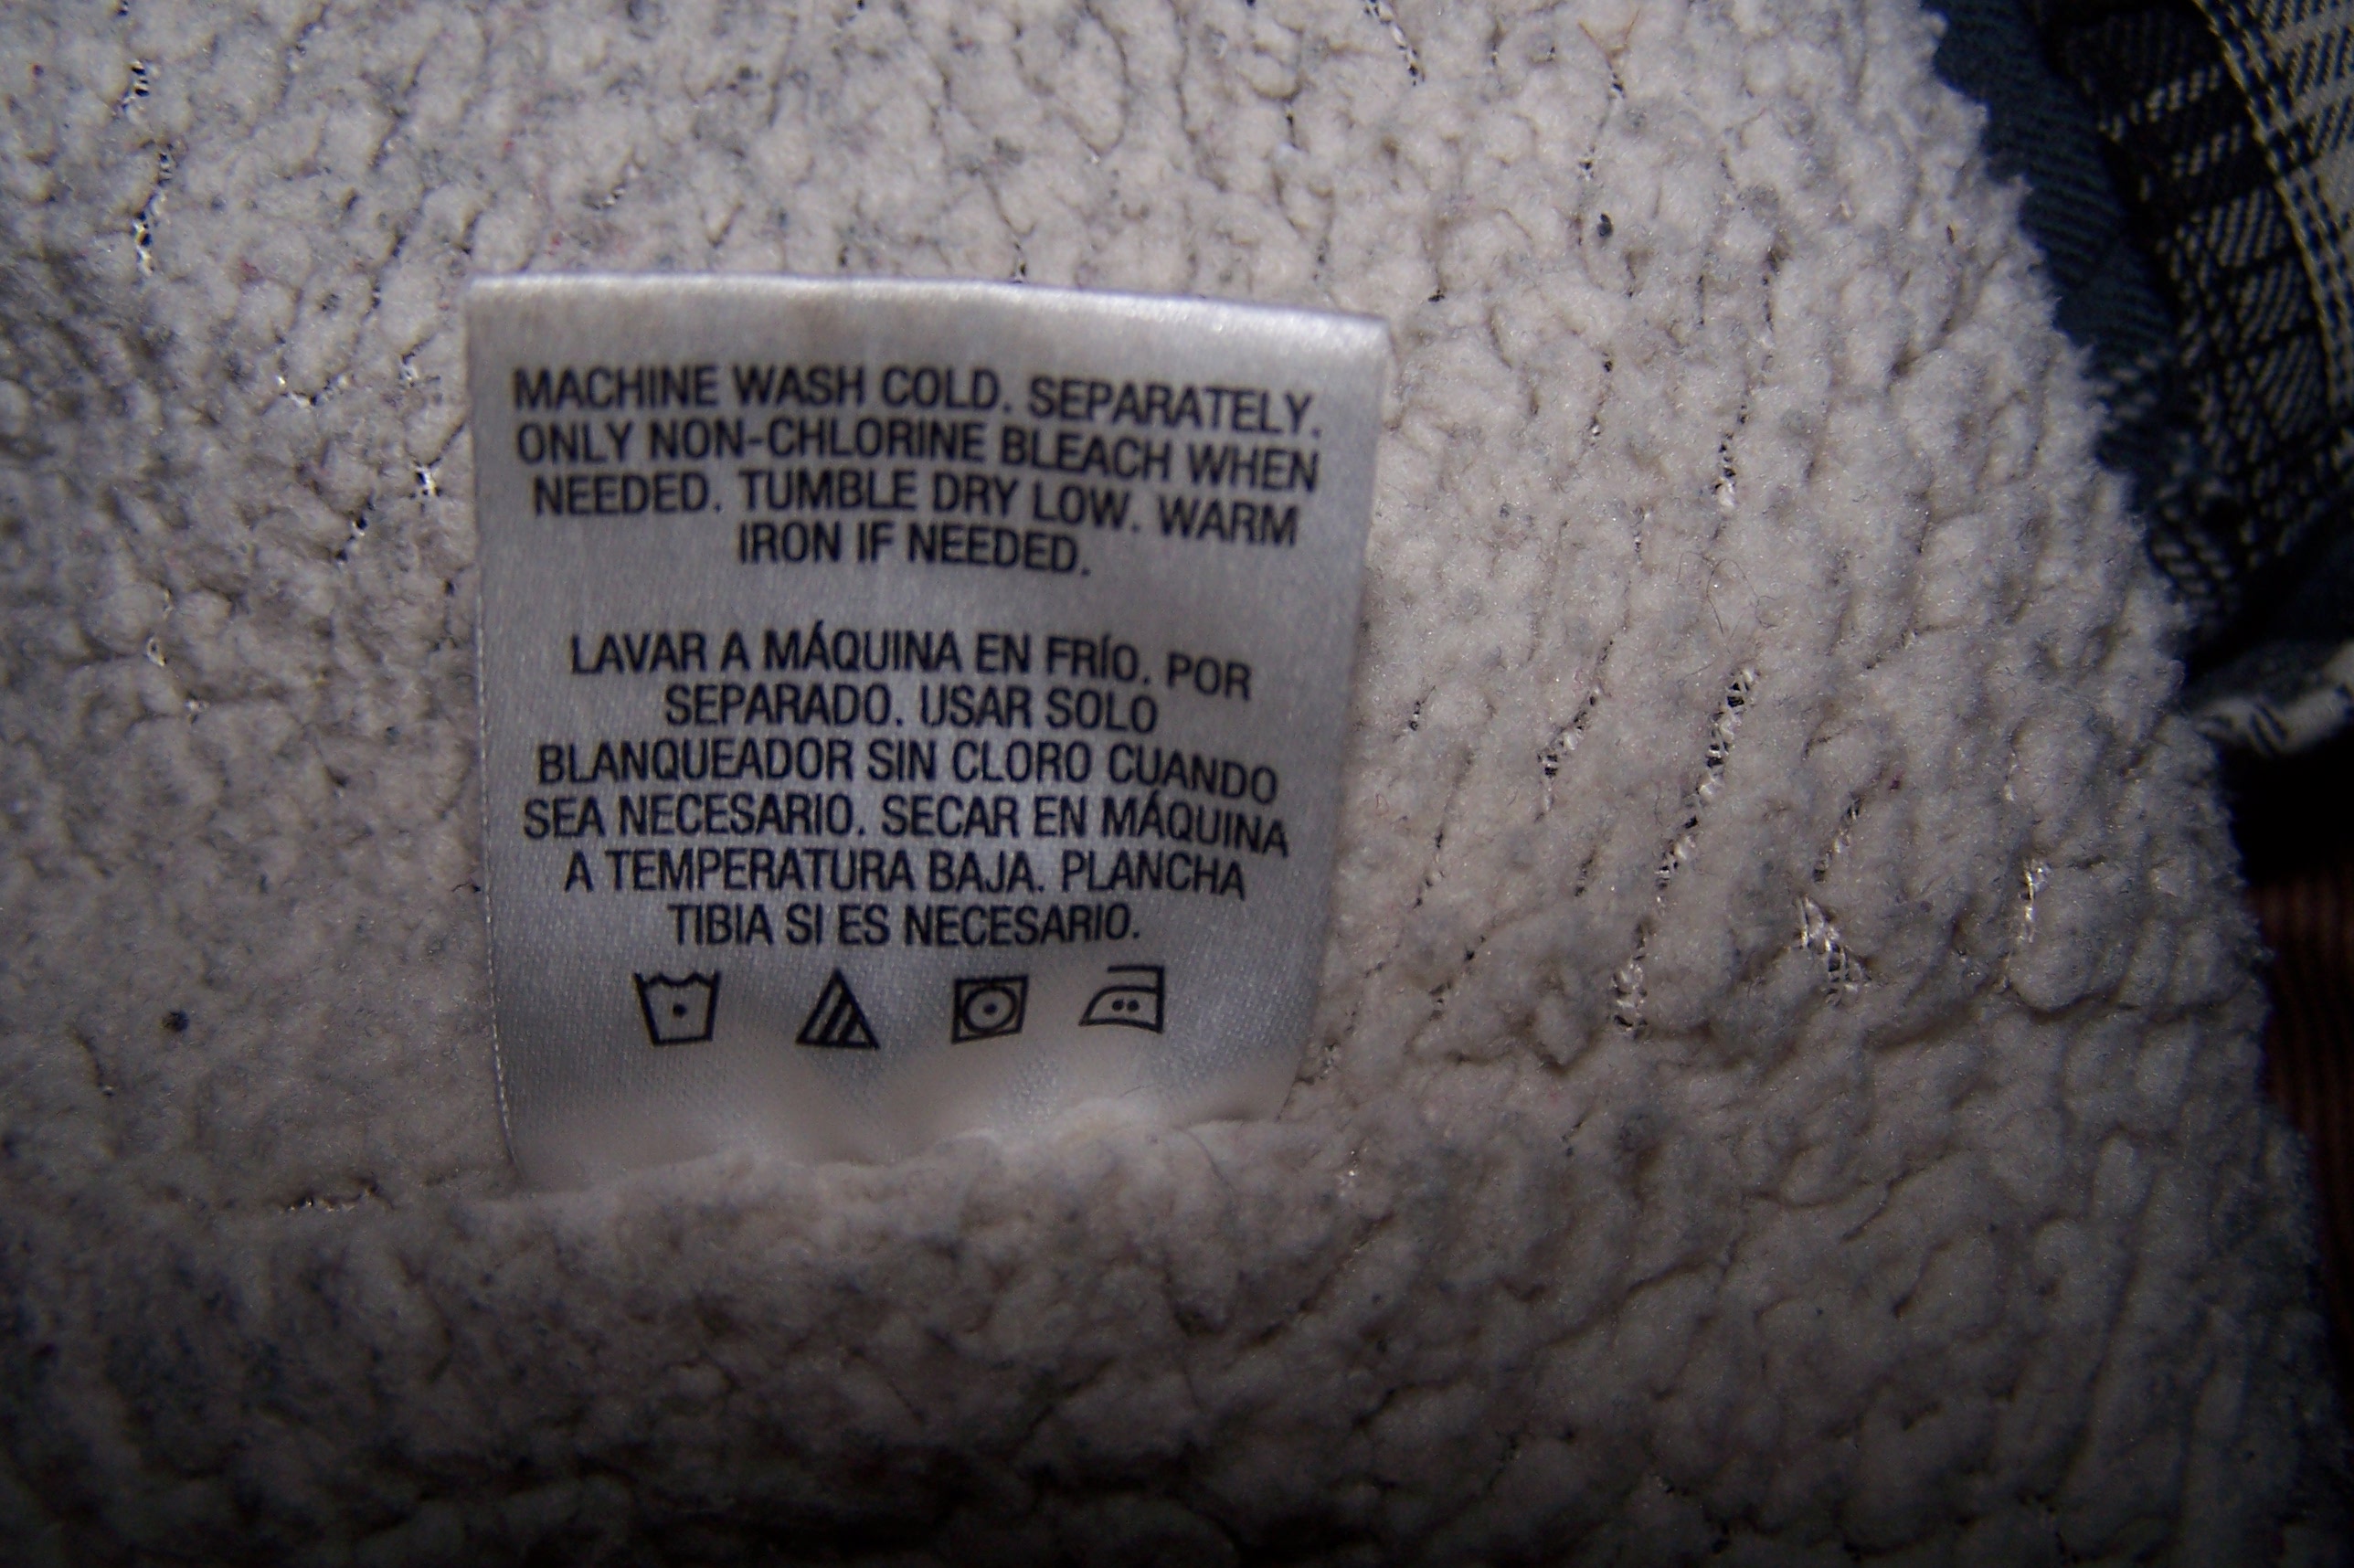 MACHINE WASH COLD. SEPARATELY.
ONLY NON-CHLORINE BLEACH WHEN
NEEDED. TUMBLE DRY LOW. WARM
IRON IF NEEDED.
LAVAR A MÁQUINA EN FRÍO. POR
SEPARADO. USAR SOLO
BLANQUEADOR SIN CLORO CUANDO
SEA NECESARIO. SECAR EN MÁQUINA
A TEMPERATURA BAJA. PLANCHA
TIBIA SI ES NECESARIO.